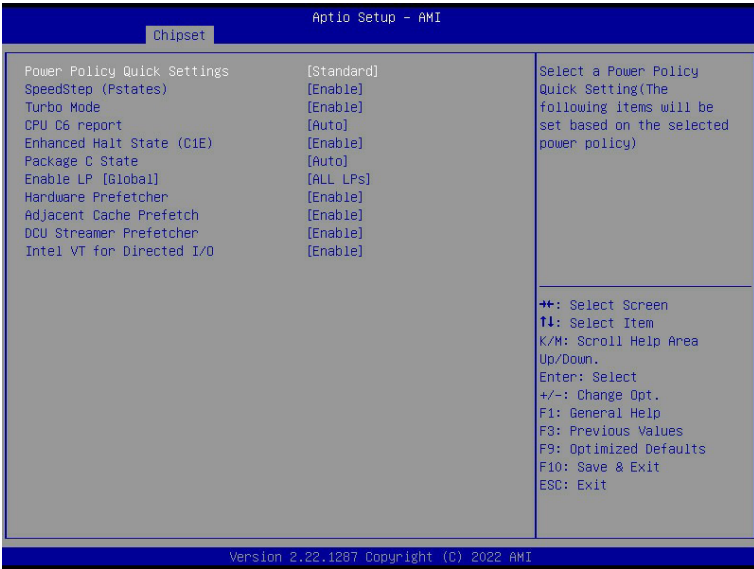 Aptio Setup – AMI
Chipset
Power Policy Quick Settings [Standard]
SpeedStep (Pstates) [Enable]
Turbo Mode [Enable]
CPU C6 report [Auto]
Enhanced Halt State (C1E) [Enable]
Package C State [Auto]
Enable LP [Global] [ALL LPs]
Hardware Prefetcher [Enable]
Adjacent Cache Prefetch [Enable]
DCU Streamer Prefetcher [Enable]
Intel VT for Directed I/O [Enable]
Select a Power Policy
Quick Setting(The
following items will be
set based on the selected
power policy)
→←: Select Screen
↑↓: Select Item
K/M: Scroll Help Area
Up/Down.
Enter: Select
+/-: Change Opt.
F1: General Help
F3: Previous Values
F9: Optimized Defaults
F10: Save & Exit
ESC: Exit
Version 2.22.1287 Copyright (C) 2022 AMI